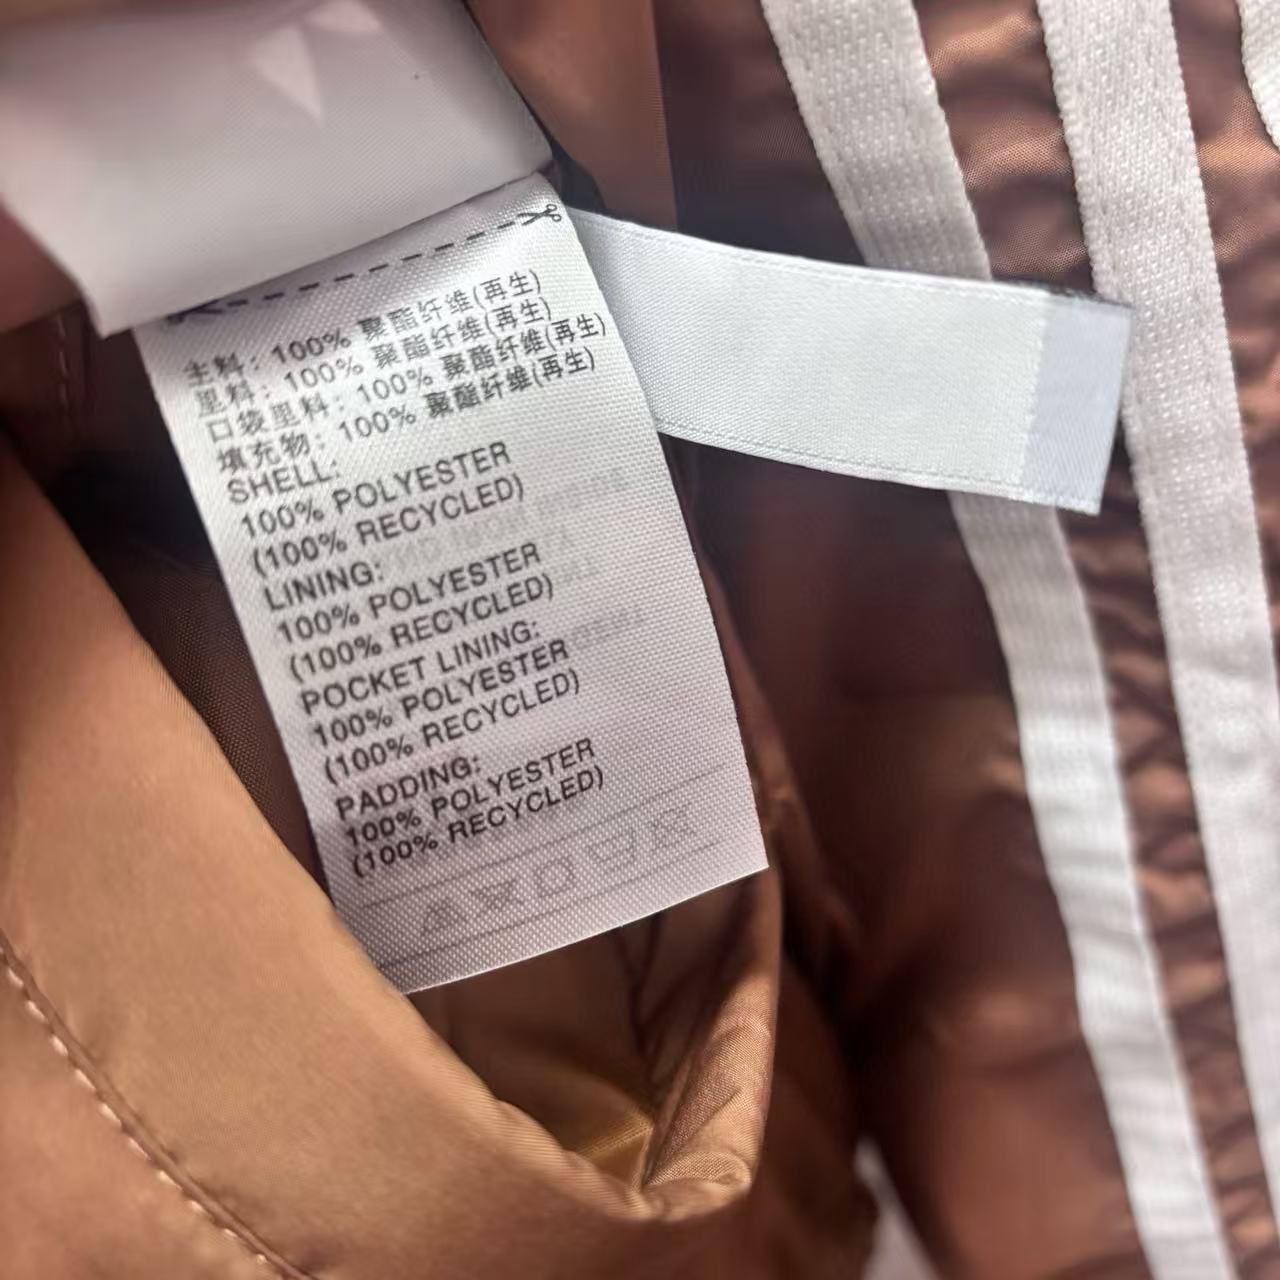 主料: 100% 聚酯纤维(再生)
里料: 100% 聚酯纤维(再生)
口袋里料: 100% 聚酯纤维(再生)
填充物: 100% 聚酯纤维(再生)
SHELL:
100% POLYESTER
(100% RECYCLED)
LINING:
100% POLYESTER
(100% RECYCLED)
POCKET LINING:
100% POLYESTER
(100% RECYCLED)
PADDING:
100% POLYESTER
(100% RECYCLED)